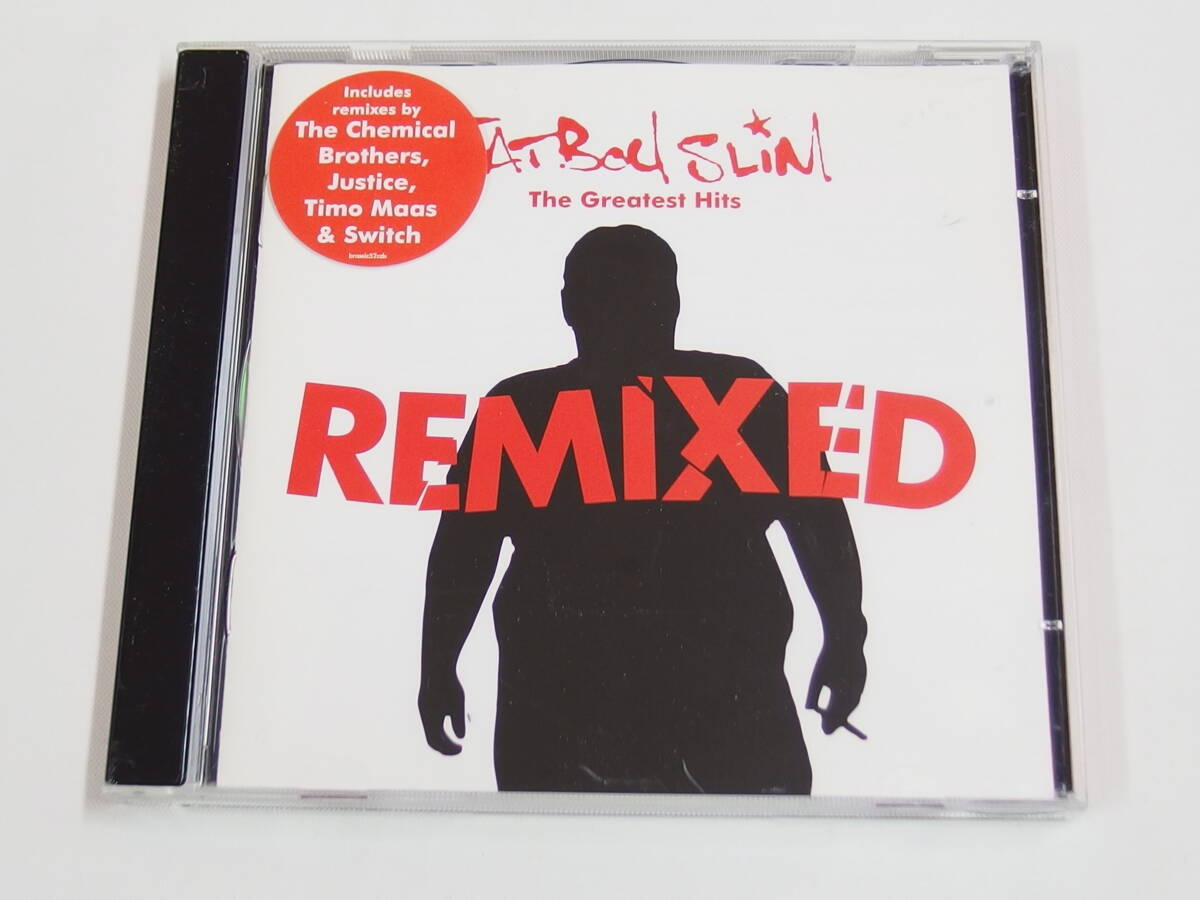 Includes
remixes by
The Chemical
Brothers,
Justice,
Timo Maas
& Switch
FATBOY SLIM
The Greatest Hits
REMIXED